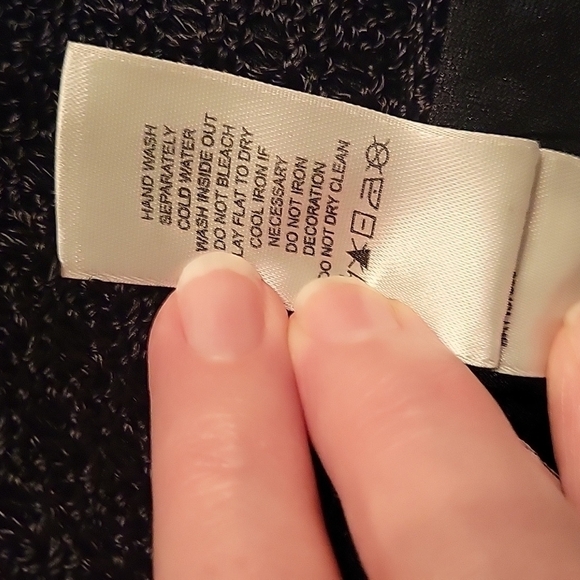 HAND WASH
SEPARATELY
COLD WATER
WASH INSIDE OUT
DO NOT BLEACH
LAY FLAT TO DRY
COOL IRON IF
NECESSARY
DO NOT IRON
DECORATION
DO NOT DRY CLEAN